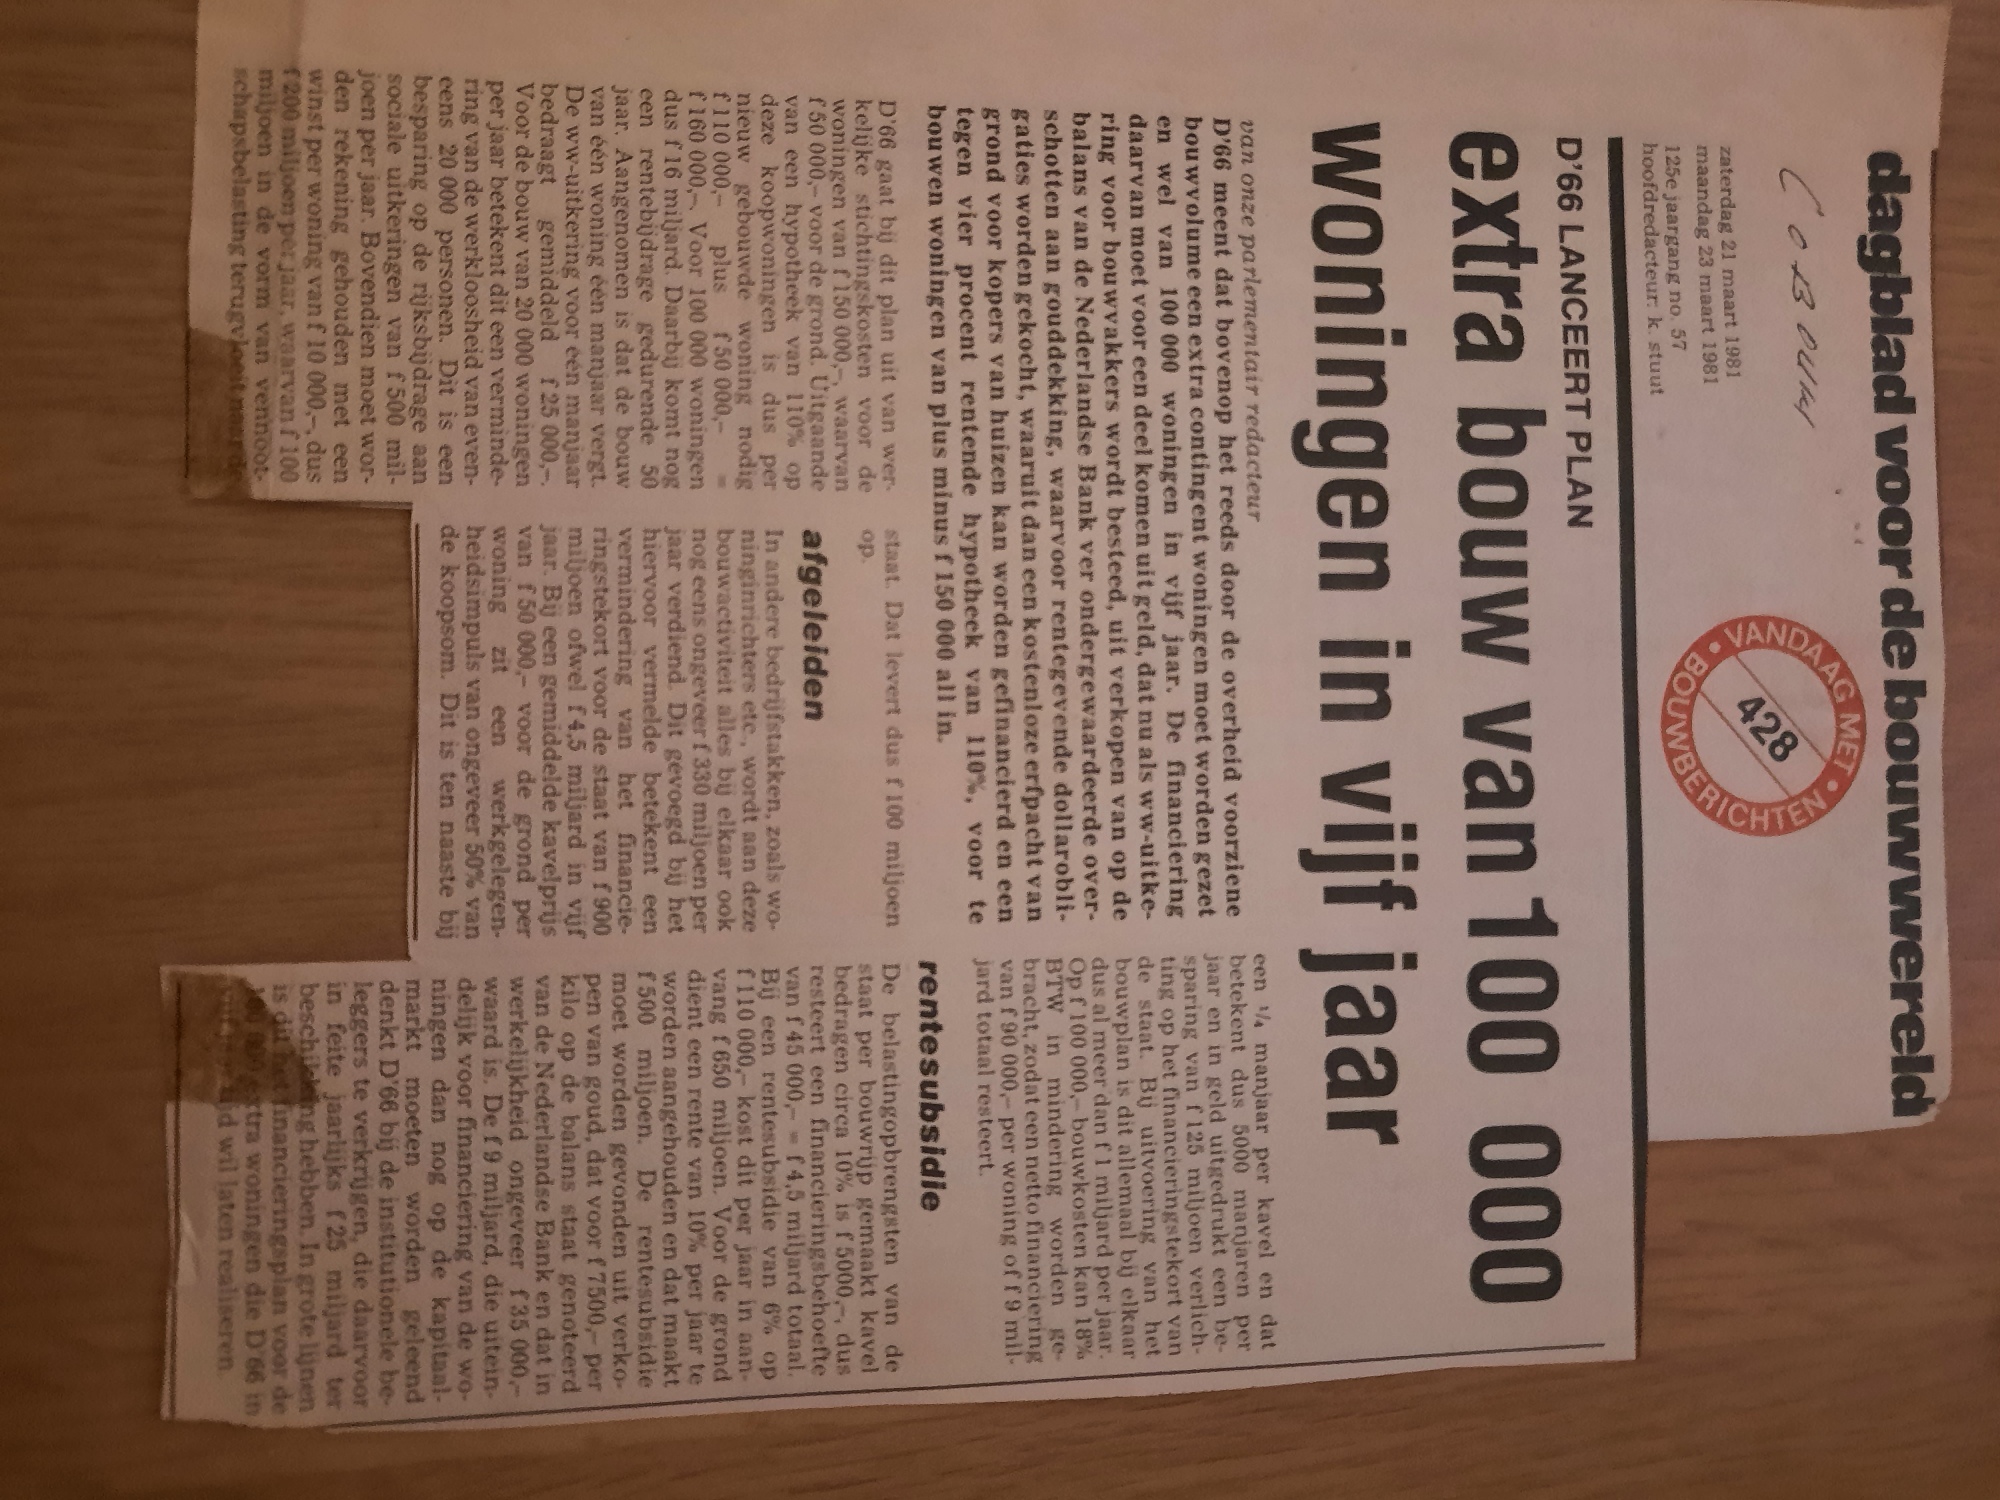 dagblad voor de bouwwereld
COBOUW
zaterdag 21 maart 1981
maandag 23 maart 1981
125e jaargang no. 57
hoofdredacteur: k. stuut
VANDAAG MET
428
BOUWBERICHTEN
D'66 LANCEERT PLAN
extra bouw van 100 000
woningen in vijf jaar
van onze parlementair redacteur
D'66 meent dat bovenop het reeds door de overheid voorziene
bouwvolume een extra contingent woningen moet worden gezet
en wel van 100 000 woningen in vijf jaar. De financiering
daarvan moet voor een deel komen uit geld, dat nu als ww-uitke-
ring voor bouwvakkers wordt besteed, uit verkopen van op de
balans van de Nederlandse Bank ver ondergewaardeerde over-
schotten aan gouddekking, waarvoor rentegevende dollarobli-
gaties worden gekocht, waaruit dan een kostenloze erfpacht van
grond voor kopers van huizen kan worden gefinancierd en een
tegen vier procent rentende hypotheek van 110%, voor te
bouwen woningen van plus minus f 150 000 all in.
D'66 gaat bij dit plan uit van wer-
kelijke stichtingskosten voor de
woningen van f 150 000,-, waarvan
f 50 000,- voor de grond. Uitgaande
van een hypotheek van 110% op
deze koopwoningen is dus per
nieuw gebouwde woning nodig
f 110 000,- plus f 50 000,- =
f 160 000,-. Voor 100 000 woningen
dus f 16 miljard. Daarbij komt nog
een rentebijdrage gedurende 50
jaar. Aangenomen is dat de bouw
van één woning één manjaar vergt.
De ww-uitkering voor één manjaar
bedraagt gemiddeld f 25 000,-.
Voor de bouw van 20 000 woningen
per jaar betekent dit een verminde-
ring van de werkloosheid van even-
eens 20 000 personen. Dit is een
besparing op de rijksbijdrage aan
sociale uitkeringen van f 500 mil-
joen per jaar. Bovendien moet wor-
den rekening gehouden met een
winst per woning van f 10 000,-, dus
f 200 miljoen per jaar, waarvan f 100
miljoen in de vorm van vennoot-
schapsbelasting terugvloeit naar de
staat. Dat levert dus f 100 miljoen
op.
afgeleiden
In andere bedrijfstakken, zoals wo-
ninginrichters etc., wordt aan deze
bouwactiviteit alles bij elkaar ook
nog eens ongeveer f 330 miljoen per
jaar verdiend. Dit gevoegd bij het
hiervoor vermelde betekent een
vermindering van het financie-
ringstekort voor de staat van f 900
miljoen ofwel f 4,5 miljard in vijf
jaar. Bij een gemiddelde kavelprijs
van f 50 000,- voor de grond per
woning zit een werkgelegen-
heidsimpuls van ongeveer 50% van
de koopsom. Dit is ten naaste bij
een ¼ manjaar per kavel en dat
betekent dus 5000 manjaren per
jaar en in geld uitgedrukt een be-
sparing van f 125 miljoen verlich-
ting op het financieringstekort van
de staat. Bij uitvoering van het
bouwplan is dit allemaal bij elkaar
dus al meer dan f 1 miljard per jaar.
Op f 100 000,- bouwkosten kan 18%
BTW in mindering worden ge-
bracht, zodat een netto financiering
van f 90 000,- per woning of f 9 mil-
jard totaal resteert.
rentesubsidie
De belastingopbrengsten van de
staat per bouwrijp gemaakt kavel
bedragen circa 10% is f 5000,-, dus
resteert een financieringsbehoefte
van f 45 000,- = f 4,5 miljard totaal.
Bij een rentesubsidie van 6% op
f 110 000,- kost dit per jaar in aan-
vang f 650 miljoen. Voor de grond
dient een rente van 10% per jaar te
worden aangehouden en dat maakt
f 500 miljoen. De rentesubsidie
moet worden gevonden uit verko-
pen van goud, dat voor f 7500,- per
kilo op de balans staat genoteerd
van de Nederlandse Bank en dat in
werkelijkheid ongeveer f 35 000,-
waard is. De f 9 miljard, die uitein-
delijk voor financiering van de wo-
ningen dan nog op de kapitaal-
markt moeten worden geleend
denkt D'66 bij de institutionele be-
leggers te verkrijgen, die daarvoor
in feite jaarlijks f 25 miljard ter
beschikking hebben. In grote lijnen
is dit het financieringsplan voor de
extra woningen die D'66 in
wil laten realiseren.